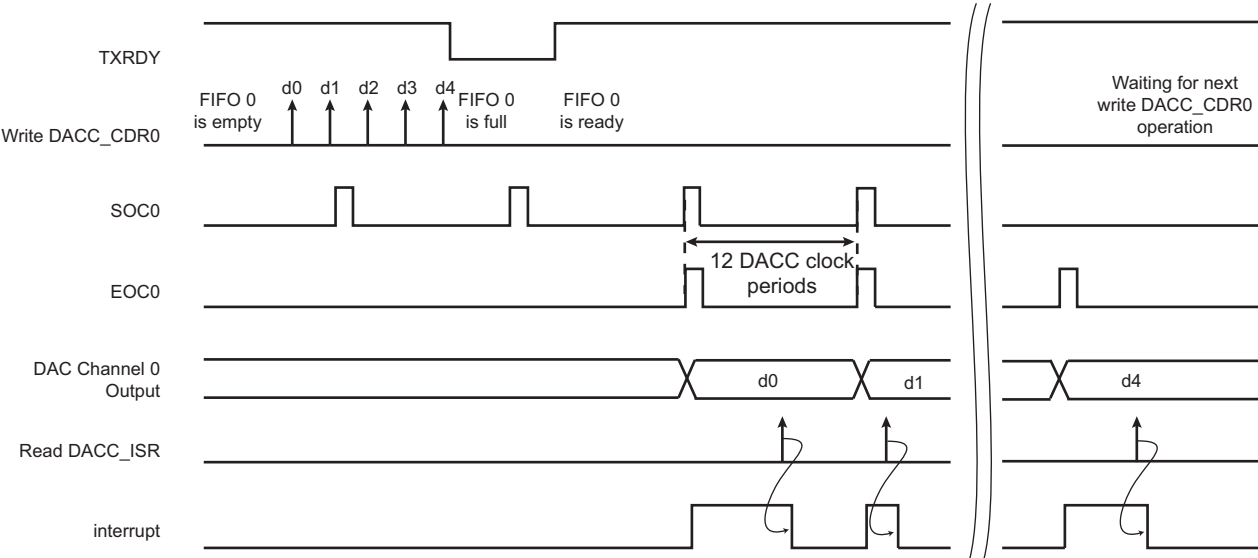 TXRDY
d0 d1 d2 d3 d4
FIFO 0
is empty
FIFO 0
is full
FIFO 0
is ready
Waiting for next
write DACC_CDR0
operation
Write DACC_CDR0
SOC0
12 DACC clock
periods
EOC0
DAC Channel 0
Output
d0
d1
d4
Read DACC_ISR
interrupt